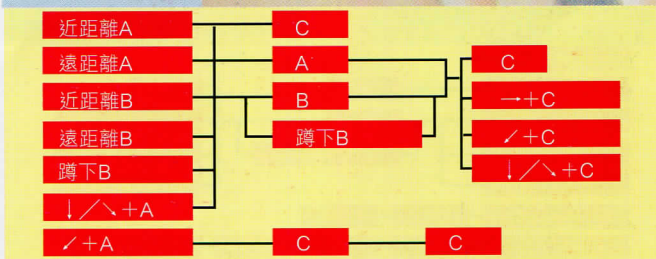 近距離A C
遠距離A A C
近距離B B →+C
遠距離B 蹲下B ↙+C
蹲下B ↓／↘+C
↓／↘+A
↙+A C C